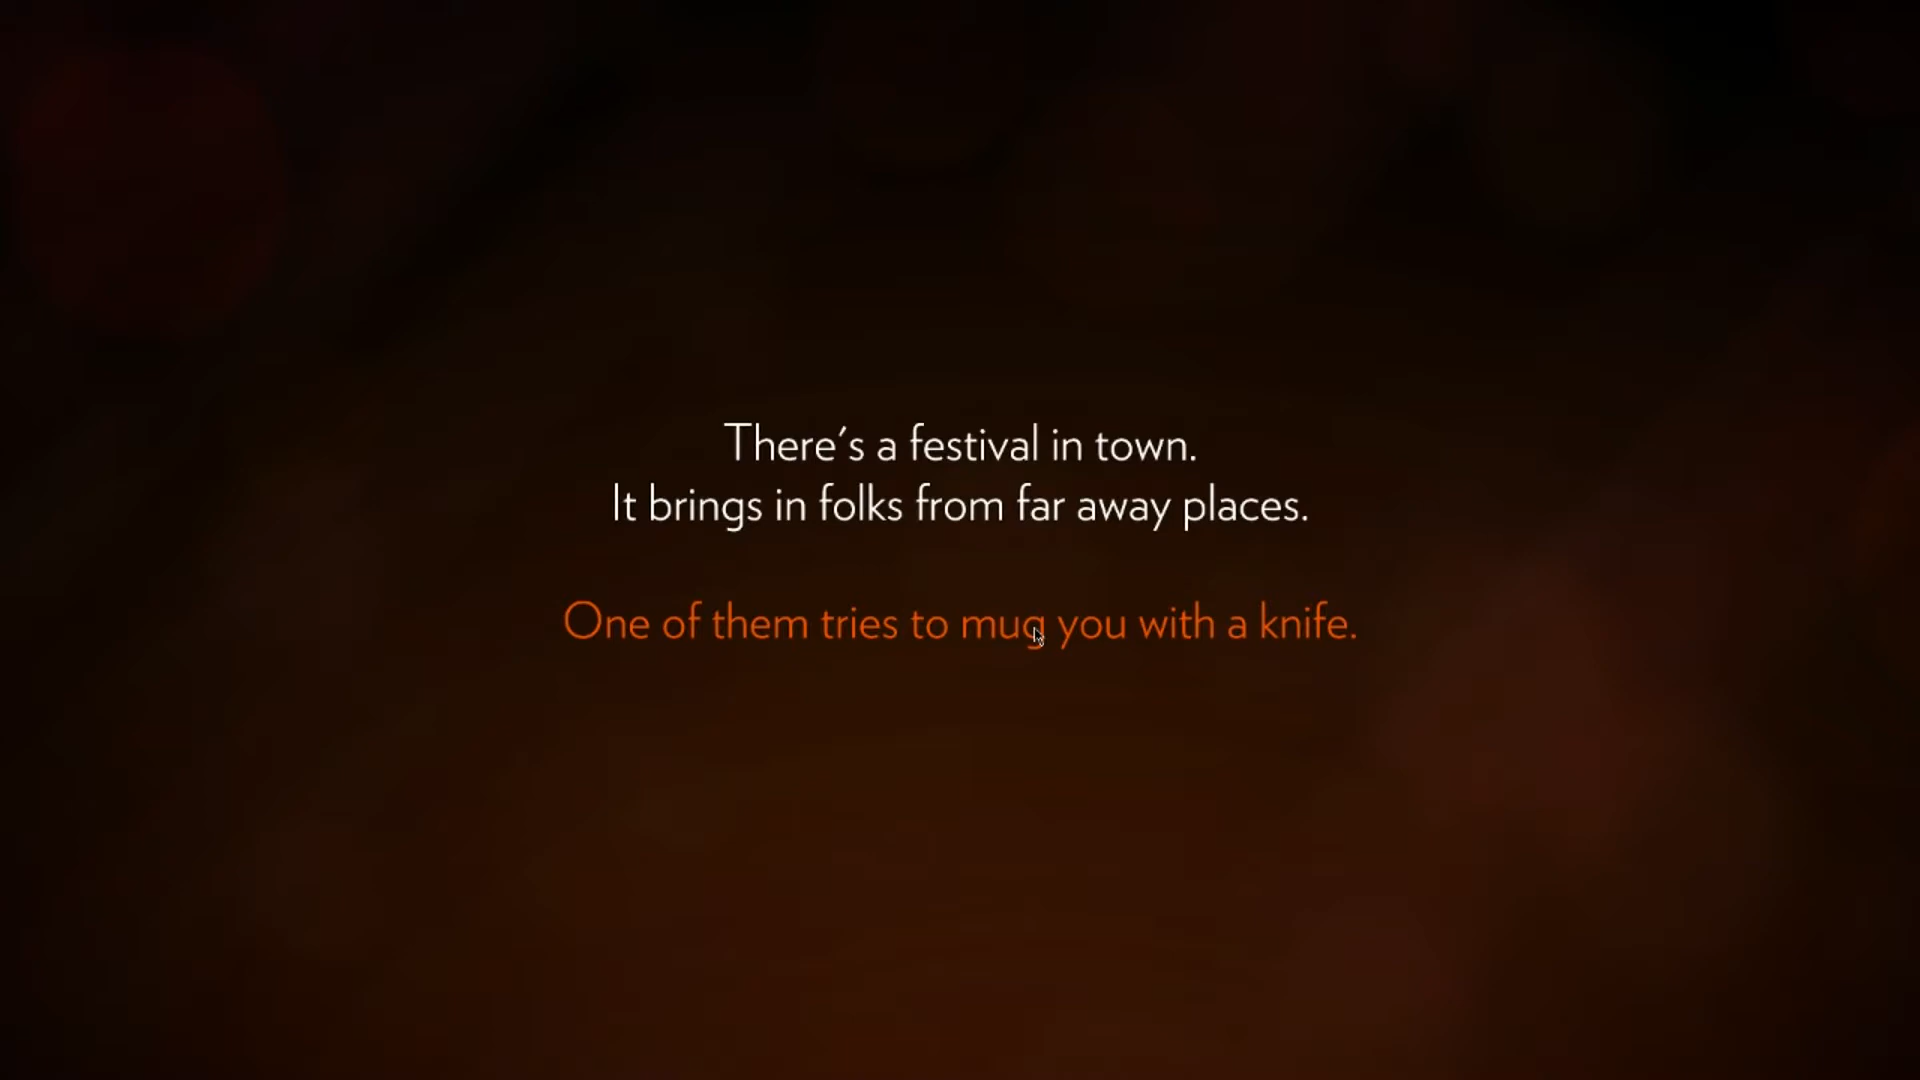 There's a festival in town.
It brings in folks from far away places.
One of them tries to mug you with a knife.